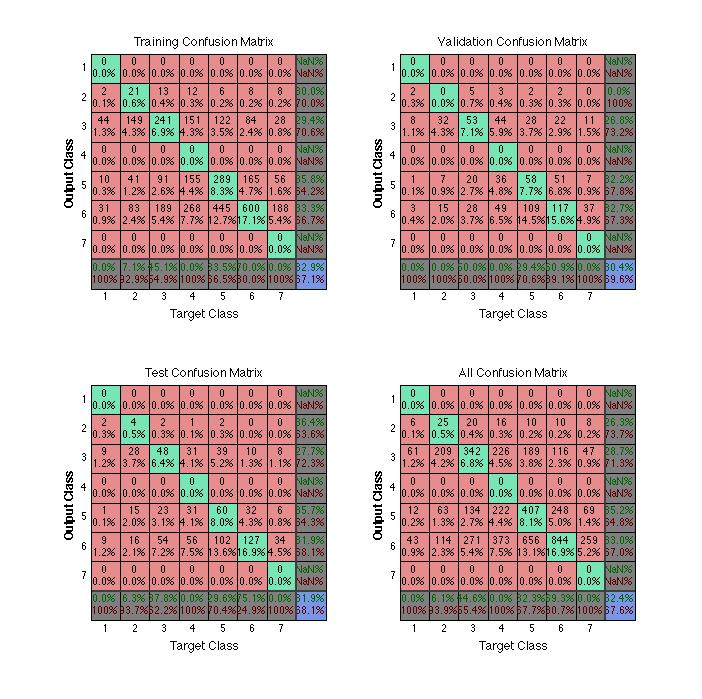 Training Confusion Matrix
Output Class
1 0 0 0 0 0 0 0 NaN%
0.0% 0.0% 0.0% 0.0% 0.0% 0.0% 0.0% NaN%
2 2 21 13 12 6 8 8 30.0%
0.1% 0.6% 0.4% 0.3% 0.2% 0.2% 0.2% 70.0%
3 44 149 241 151 122 84 28 29.4%
1.3% 4.3% 6.9% 4.3% 3.5% 2.4% 0.8% 70.6%
4 0 0 0 0 0 0 0 NaN%
0.0% 0.0% 0.0% 0.0% 0.0% 0.0% 0.0% NaN%
5 10 41 91 155 289 165 56 35.8%
0.3% 1.2% 2.6% 4.4% 8.3% 4.7% 1.6% 64.2%
6 31 83 189 268 445 600 188 33.3%
0.9% 2.4% 5.4% 7.7% 12.7% 17.1% 5.4% 66.7%
7 0 0 0 0 0 0 0 NaN%
0.0% 0.0% 0.0% 0.0% 0.0% 0.0% 0.0% NaN%
0.0% 7.1% 45.1% 0.0% 33.5% 70.0% 0.0% 32.9%
100% 92.9% 54.9% 100% 66.5% 30.0% 100% 67.1%
1 2 3 4 5 6 7
Target Class
Validation Confusion Matrix
Output Class
1 0 0 0 0 0 0 0 NaN%
0.0% 0.0% 0.0% 0.0% 0.0% 0.0% 0.0% NaN%
2 2 0 5 3 2 2 0 0.0%
0.3% 0.0% 0.7% 0.4% 0.3% 0.3% 0.0% 100%
3 8 32 53 44 28 22 11 26.8%
1.1% 4.3% 7.1% 5.9% 3.7% 2.9% 1.5% 73.2%
4 0 0 0 0 0 0 0 NaN%
0.0% 0.0% 0.0% 0.0% 0.0% 0.0% 0.0% NaN%
5 1 7 20 36 58 51 7 32.2%
0.1% 0.9% 2.7% 4.8% 7.7% 6.8% 0.9% 67.8%
6 3 15 28 49 109 117 37 32.7%
0.4% 2.0% 3.7% 6.5% 14.5% 15.6% 4.9% 67.3%
7 0 0 0 0 0 0 0 NaN%
0.0% 0.0% 0.0% 0.0% 0.0% 0.0% 0.0% NaN%
0.0% 0.0% 50.0% 0.0% 29.4% 60.9% 0.0% 30.4%
100% 100% 50.0% 100% 70.6% 39.1% 100% 69.6%
1 2 3 4 5 6 7
Target Class
Test Confusion Matrix
Output Class
1 0 0 0 0 0 0 0 NaN%
0.0% 0.0% 0.0% 0.0% 0.0% 0.0% 0.0% NaN%
2 2 4 2 1 2 0 0 36.4%
0.3% 0.5% 0.3% 0.1% 0.3% 0.0% 0.0% 63.6%
3 9 28 48 31 39 10 8 27.7%
1.2% 3.7% 6.4% 4.1% 5.2% 1.3% 1.1% 72.3%
4 0 0 0 0 0 0 0 NaN%
0.0% 0.0% 0.0% 0.0% 0.0% 0.0% 0.0% NaN%
5 1 15 23 31 60 32 6 35.7%
0.1% 2.0% 3.1% 4.1% 8.0% 4.3% 0.8% 64.3%
6 9 16 54 56 102 127 34 31.9%
1.2% 2.1% 7.2% 7.5% 13.6% 16.9% 4.5% 68.1%
7 0 0 0 0 0 0 0 NaN%
0.0% 0.0% 0.0% 0.0% 0.0% 0.0% 0.0% NaN%
0.0% 6.3% 37.8% 0.0% 29.6% 75.1% 0.0% 31.9%
100% 93.7% 62.2% 100% 70.4% 24.9% 100% 68.1%
1 2 3 4 5 6 7
Target Class
All Confusion Matrix
Output Class
1 0 0 0 0 0 0 0 NaN%
0.0% 0.0% 0.0% 0.0% 0.0% 0.0% 0.0% NaN%
2 6 25 20 16 10 10 8 26.3%
0.1% 0.5% 0.4% 0.3% 0.2% 0.2% 0.2% 73.7%
3 61 209 342 226 189 116 47 28.7%
1.2% 4.2% 6.8% 4.5% 3.8% 2.3% 0.9% 71.3%
4 0 0 0 0 0 0 0 NaN%
0.0% 0.0% 0.0% 0.0% 0.0% 0.0% 0.0% NaN%
5 12 63 134 222 407 248 69 35.2%
0.2% 1.3% 2.7% 4.4% 8.1% 5.0% 1.4% 64.8%
6 43 114 271 373 656 844 259 33.0%
0.9% 2.3% 5.4% 7.5% 13.1% 16.9% 5.2% 67.0%
7 0 0 0 0 0 0 0 NaN%
0.0% 0.0% 0.0% 0.0% 0.0% 0.0% 0.0% NaN%
0.0% 6.1% 44.6% 0.0% 32.3% 69.3% 0.0% 32.4%
100% 93.9% 55.4% 100% 67.7% 30.7% 100% 67.6%
1 2 3 4 5 6 7
Target Class